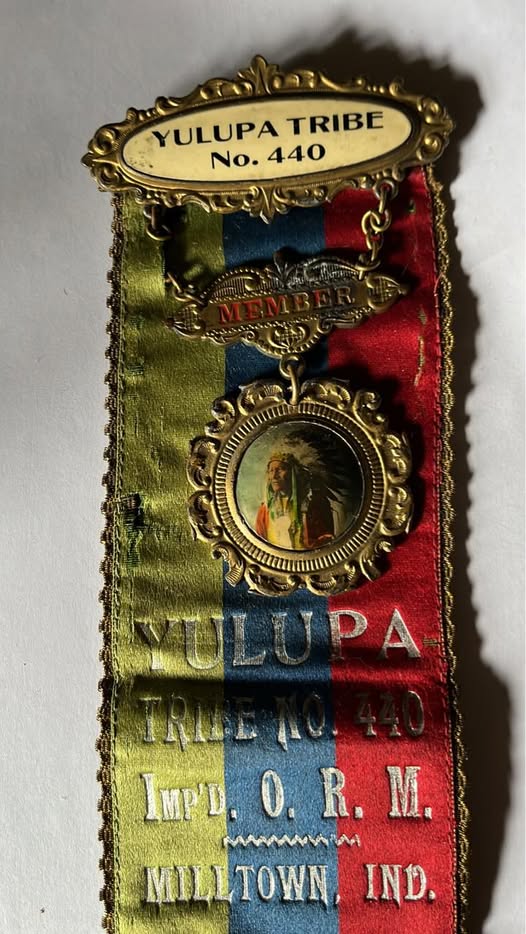 YULUPA TRIBE
No. 440
MEMBER
YULUPA
TRIBE NO. 440
IMP'D. O. R. M.
MILLTOWN, IND.